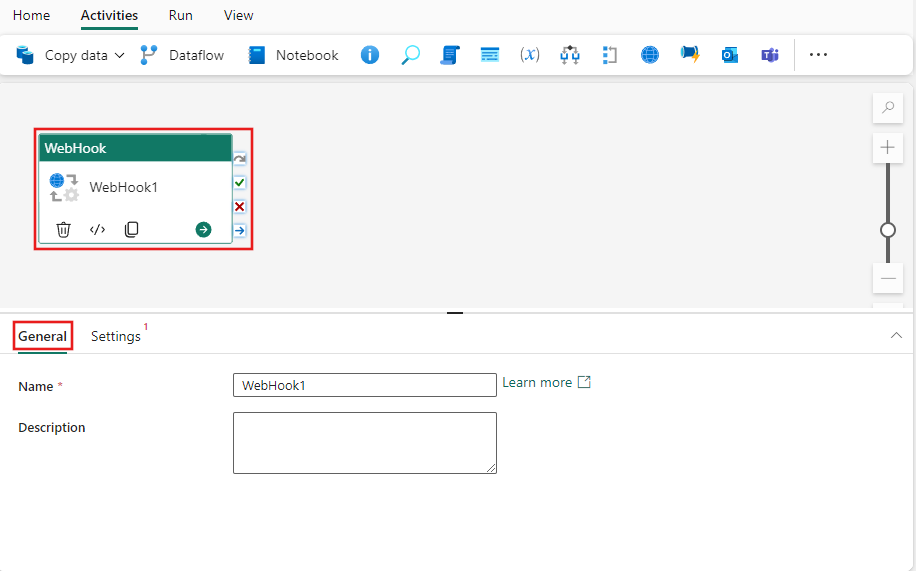 Home Activities Run View
Copy data Dataflow Notebook (x) ...
WebHook
WebHook1
</>
General Settings 1
Name * WebHook1 Learn more
Description